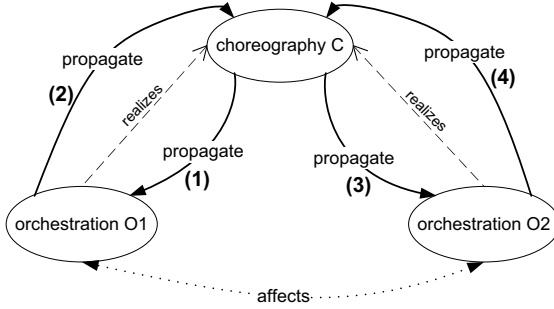 choreography C
propagate
(2)
propagate
(4)
realizes
realizes
propagate
(1)
propagate
(3)
orchestration O1
orchestration O2
affects